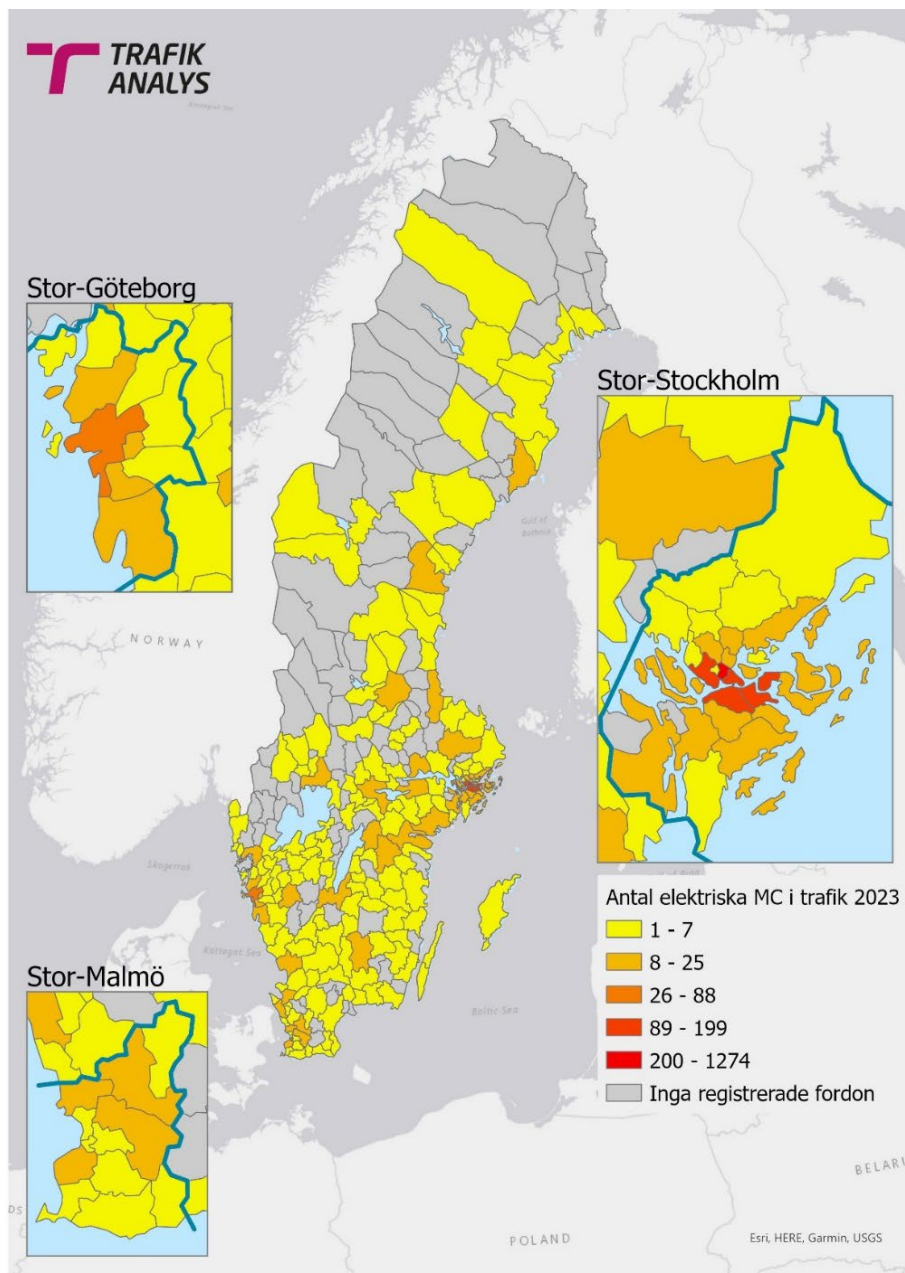 TRAFIK
ANALYS
Stor-Göteborg
Stor-Stockholm
Gulf of
Bothnia
NORWAY
Skagerrak
Kattegat Sea
Antal elektriska MC i trafik 2023
1 - 7
8 - 25
26 - 88
89 - 199
200 - 1274
Inga registrerade fordon
Stor-Malmö
Baltic Sea
BELARU
DS
POLAND
Esri, HERE, Garmin, USGS